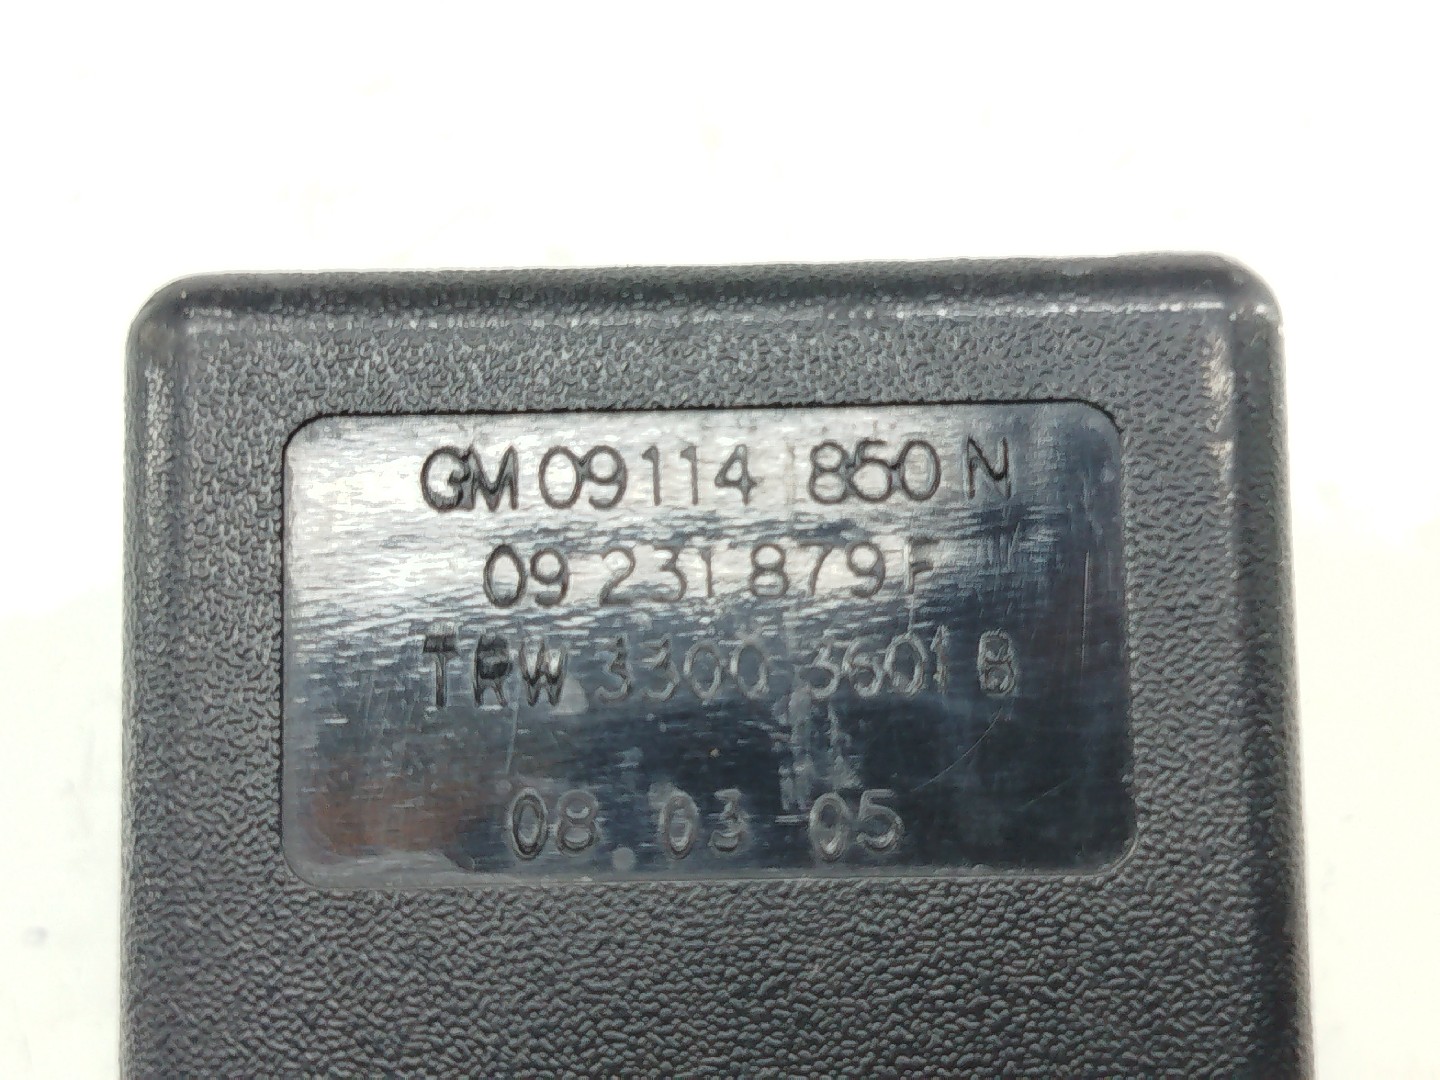 GM 09114 850 N
09 231 879 F
TRW 3300 3601 B
08 03 05